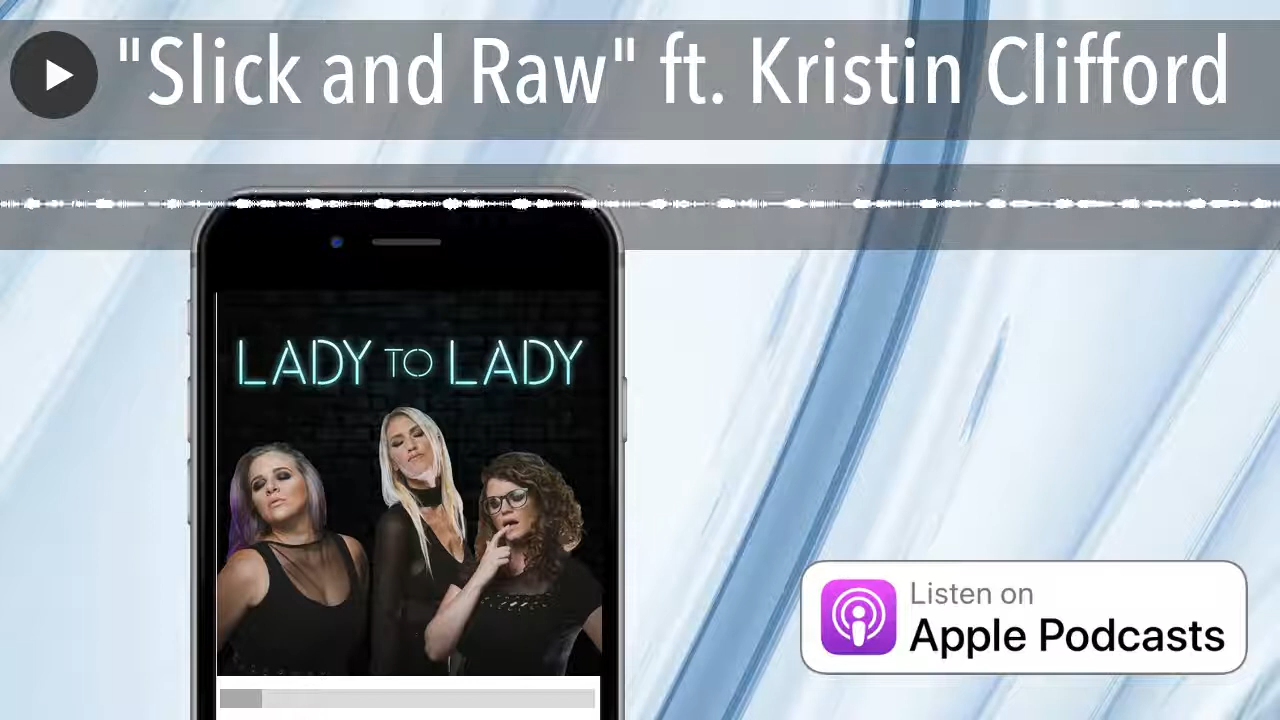 "Slick and Raw" ft. Kristin Clifford
LADY TO LADY
Listen on
Apple Podcasts